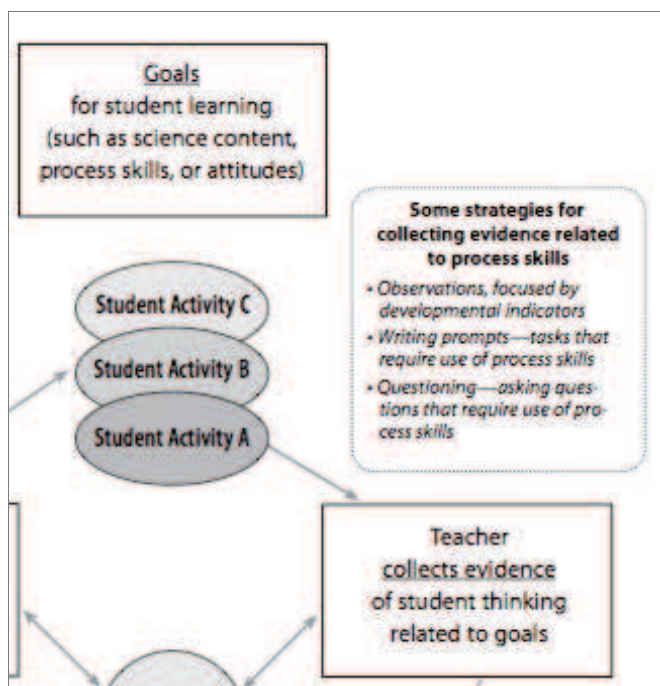 Goals
for student learning
(such as science content,
process skills, or attitudes)
Some strategies for
collecting evidence related
to process skills
• Observations, focused by
developmental indicators
• Writing prompts—tasks that
require use of process skills
• Questioning—asking ques-
tions that require use of pro-
cess skills
Student Activity C
Student Activity B
Student Activity A
Teacher
collects evidence
of student thinking
related to goals